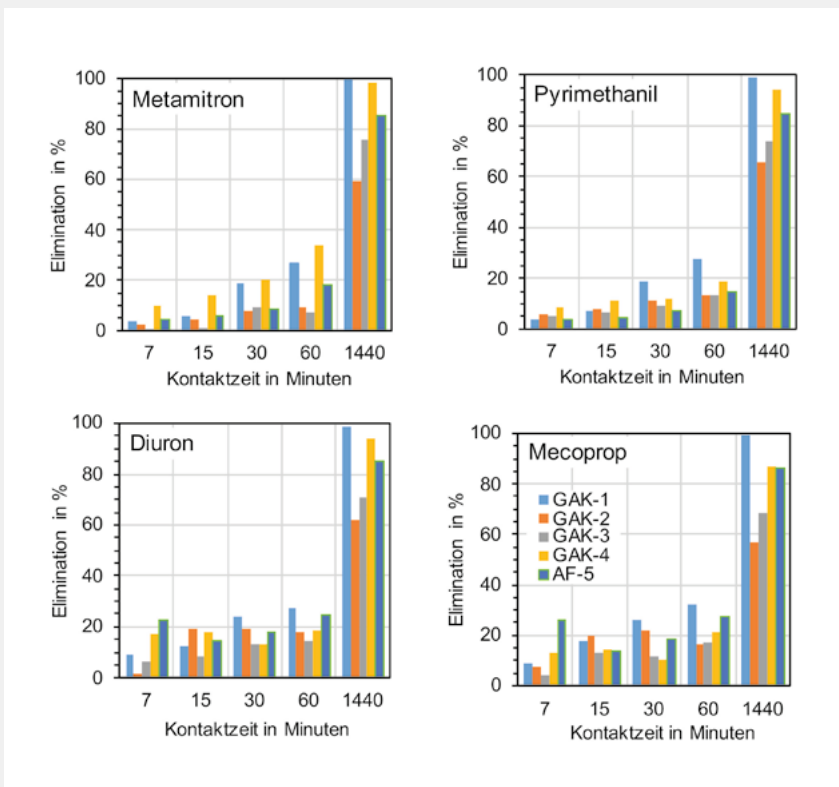 Metamitron
Elimination in %
100
80
60
40
20
0
7 15 30 60 1440
Kontaktzeit in Minuten
Pyrimethanil
Elimination in %
100
80
60
40
20
0
7 15 30 60 1440
Kontaktzeit in Minuten
Diuron
Elimination in %
100
80
60
40
20
0
7 15 30 60 1440
Kontaktzeit in Minuten
Mecoprop
Elimination in %
100
80
60
40
20
0
GAK-1
GAK-2
GAK-3
GAK-4
AF-5
7 15 30 60 1440
Kontaktzeit in Minuten